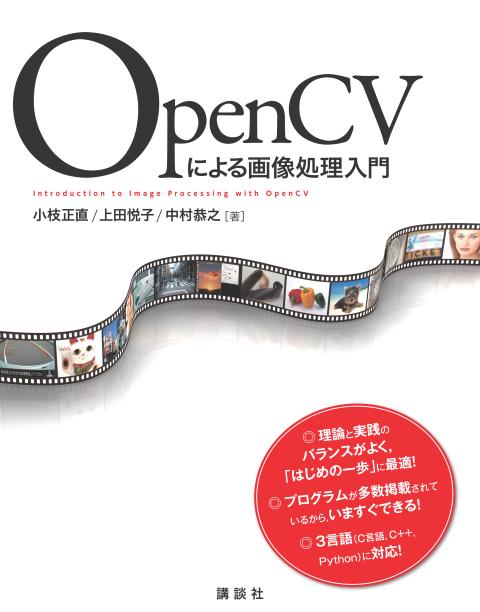 OpenCV
による画像処理入門
Introduction to Image Processing with OpenCV
小枝正直/上田悦子/中村恭之［著］
TICKET
◎ 理論と実践の
バランスがよく,
「はじめの一歩」に最適!
◎ プログラムが多数掲載されて
いるから,いますぐできる!
◎ 3言語(C言語, C++,
Python)に対応!
講談社